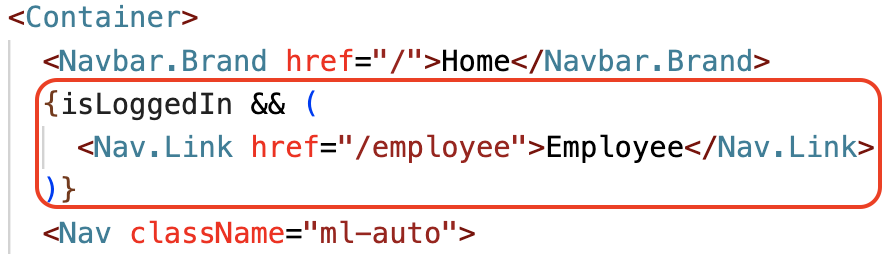 <Container>
<Navbar.Brand href="/">Home</Navbar.Brand>
{isLoggedIn && (
<Nav.Link href="/employee">Employee</Nav.Link>
)}
<Nav className="ml-auto">